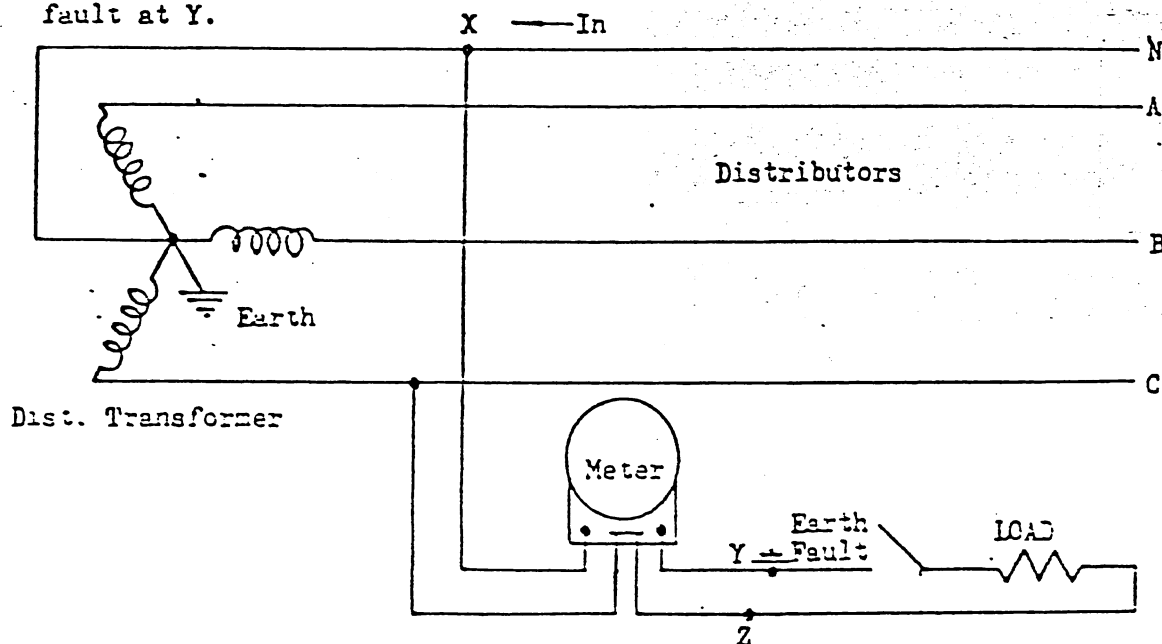 fault at Y.
X In
N
A
Distributors
B
Earth
C
Dist. Transformer
Meter
Earth
Y Fault
LOAD
Z